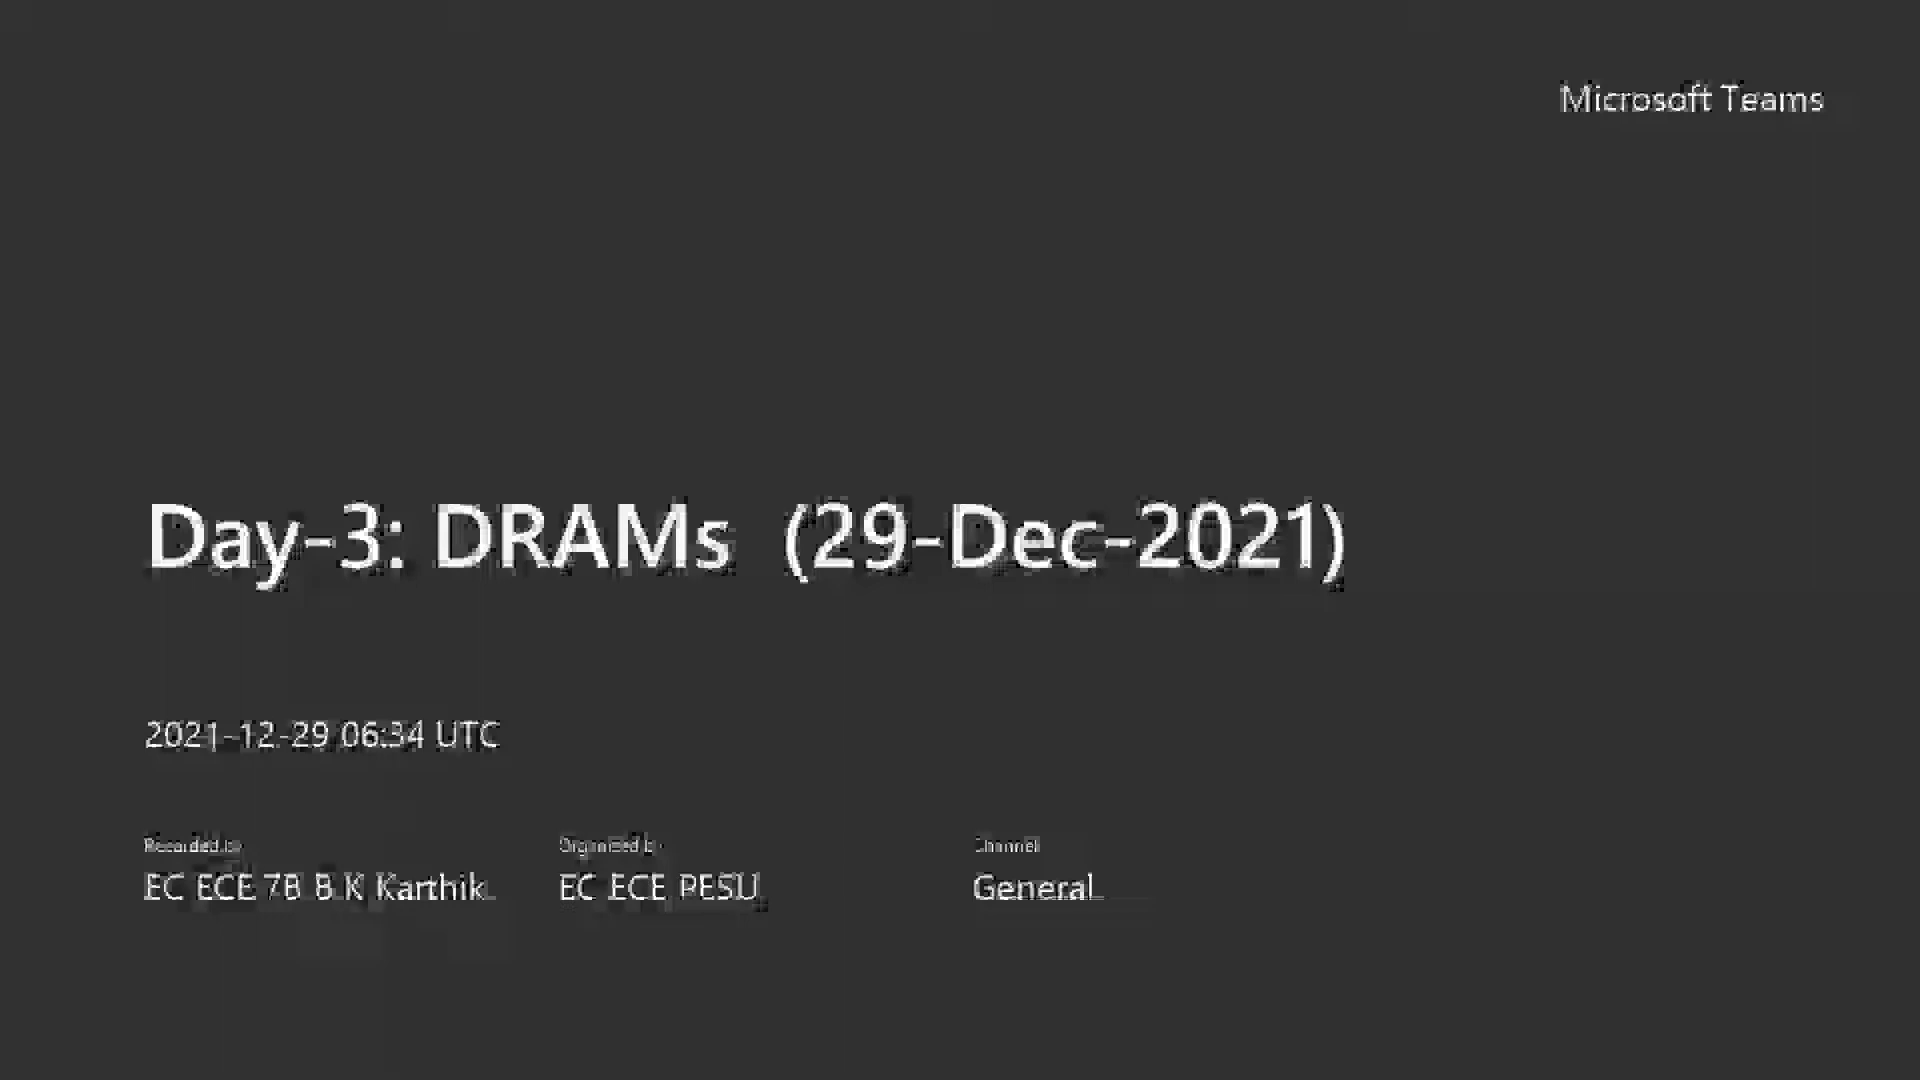 Microsoft Teams
Day-3: DRAMs (29-Dec-2021)
2021-12-29 06:34 UTC
Recorded by
Organized by
Channel
EC ECE 7B B K Karthik
EC ECE PESU
General